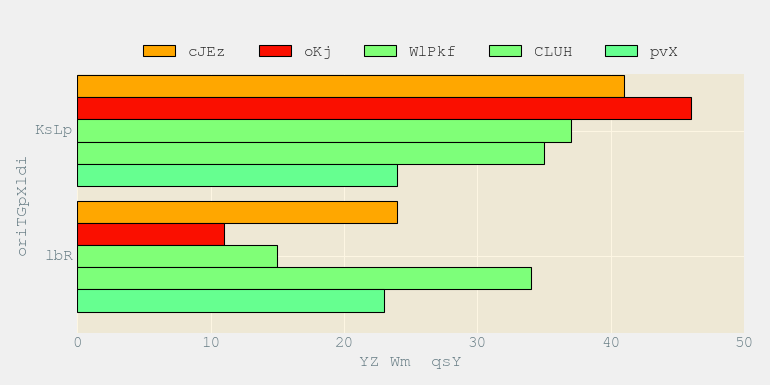 cJEz oKj WlPkf CLUH pvX
KsLp
lbR
oriTGpXldi
0 10 20 30 40 50
YZ Wm  qsY